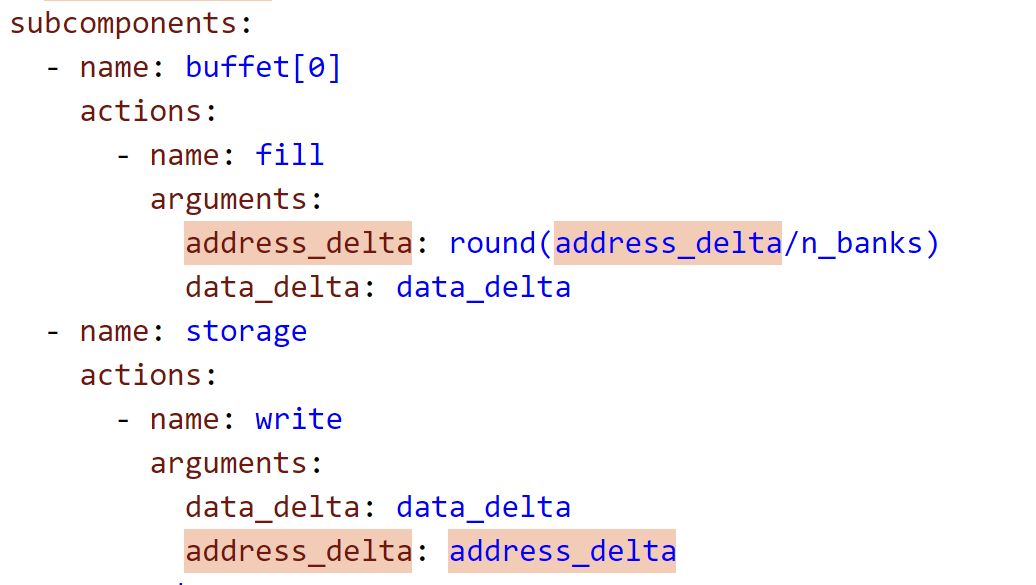 subcomponents:
- name: buffet[0]
actions:
- name: fill
arguments:
address_delta: round(address_delta/n_banks)
data_delta: data_delta
- name: storage
actions:
- name: write
arguments:
data_delta: data_delta
address_delta: address_delta